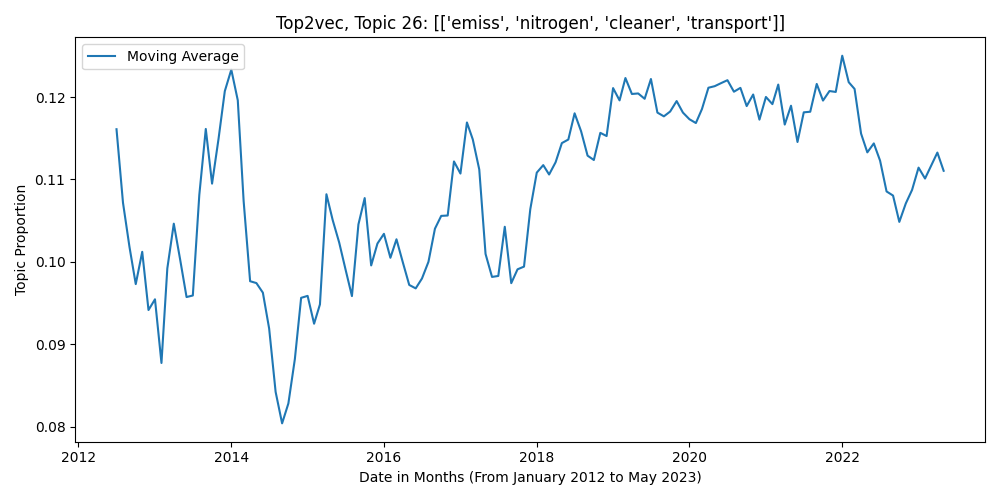 Top2vec, Topic 26: [['emiss', 'nitrogen', 'cleaner', 'transport']]
Moving Average
Topic Proportion
0.12
0.11
0.10
0.09
0.08
2012 2014 2016 2018 2020 2022
Date in Months (From January 2012 to May 2023)